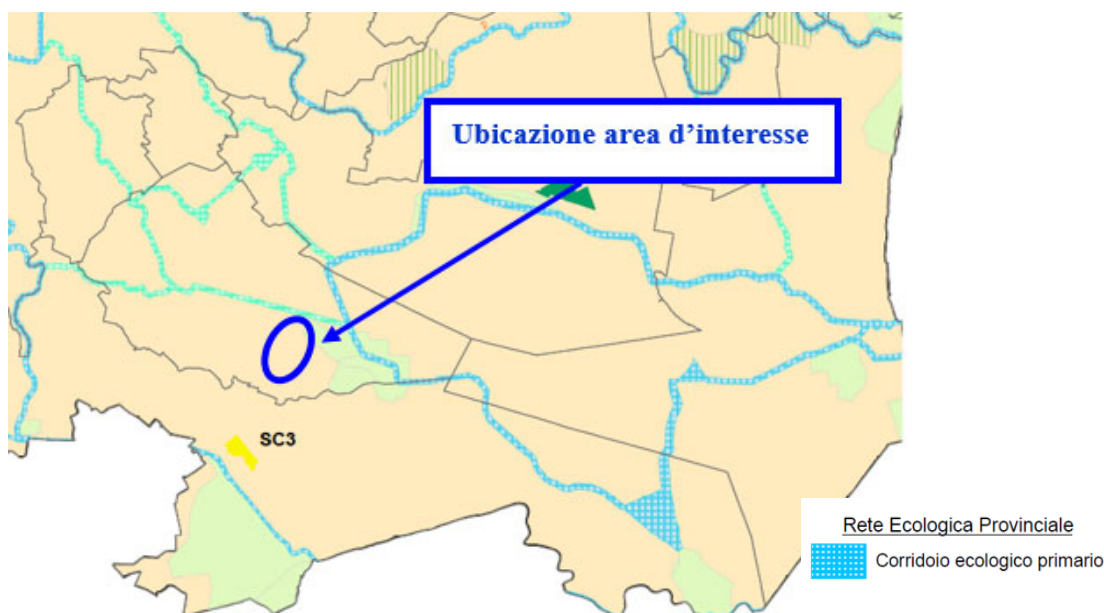 Ubicazione area d'interesse
SC3
Rete Ecologica Provinciale
Corridoio ecologico primario